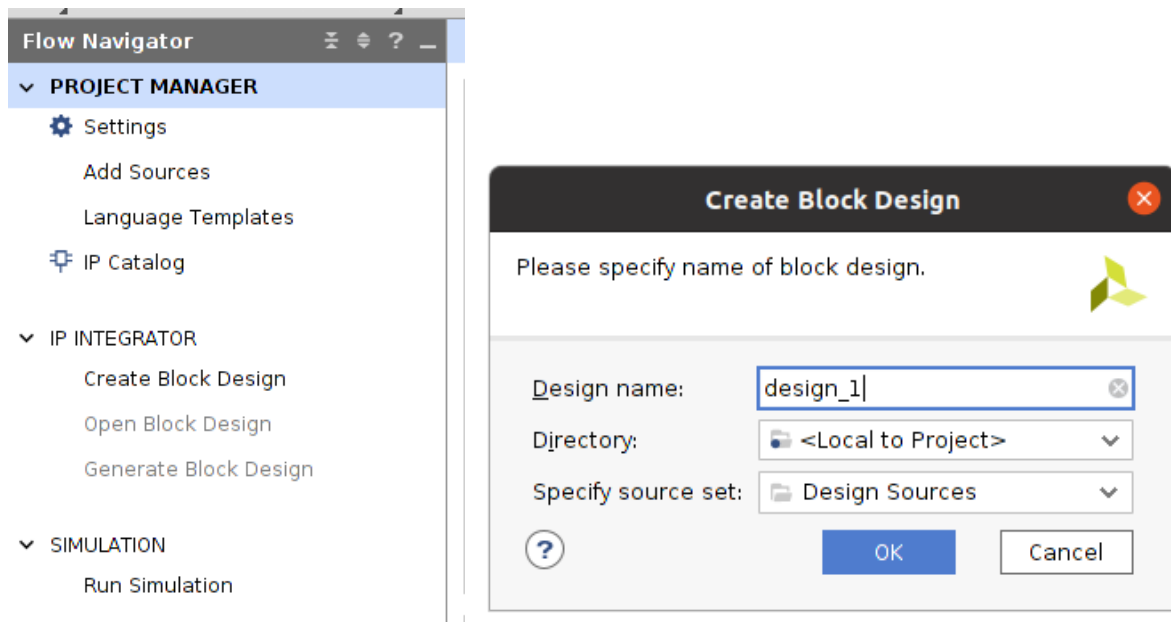 Flow Navigator ?
PROJECT MANAGER
Settings
Add Sources
Language Templates
IP Catalog
IP INTEGRATOR
Create Block Design
Open Block Design
Generate Block Design
SIMULATION
Run Simulation
Create Block Design
Please specify name of block design.
Design name: design_1
Directory: <Local to Project>
Specify source set: Design Sources
? OK Cancel